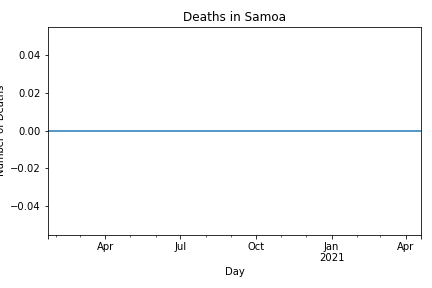 Deaths in Samoa
0.04
0.02
0.00
−0.02
−0.04
Number of Deaths
Apr
Jul
Oct
Jan
2021
Apr
Day